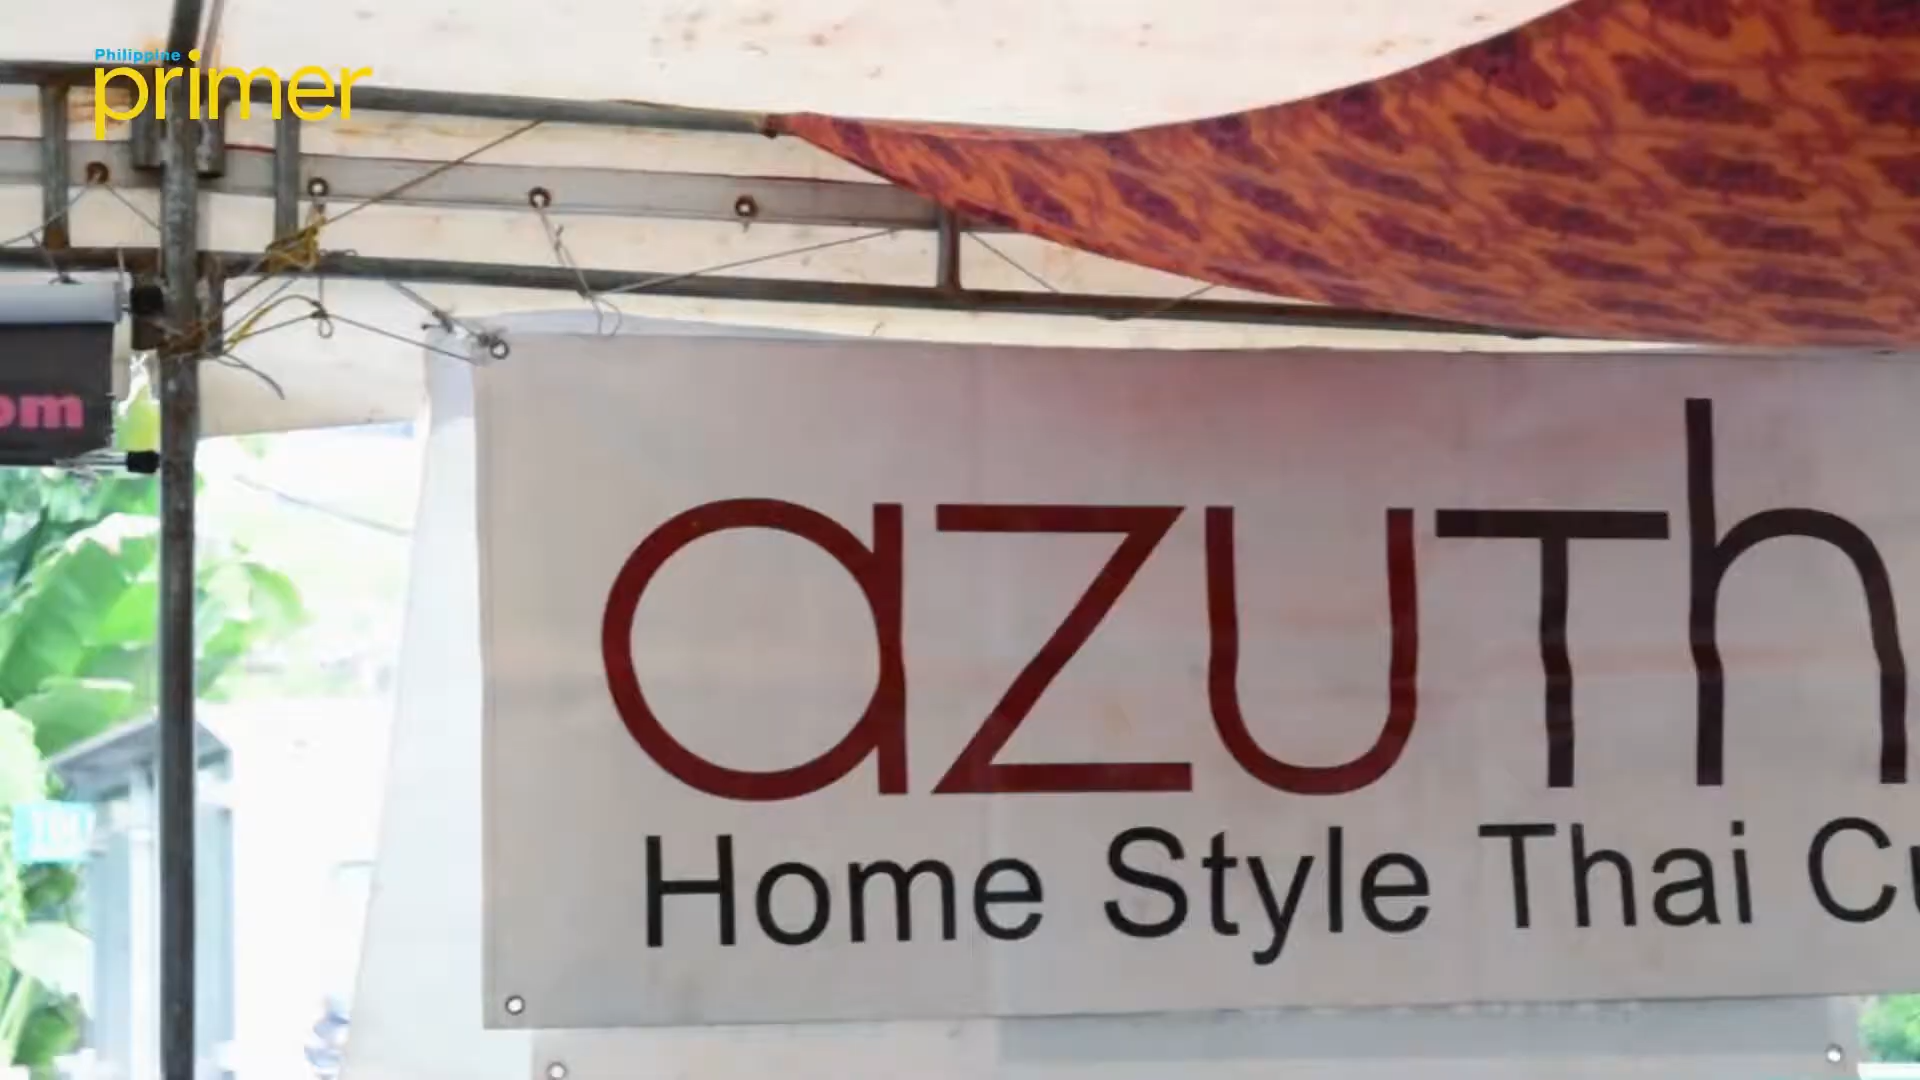 Philippine
primer
om
azuTh
Home Style Thai Cu